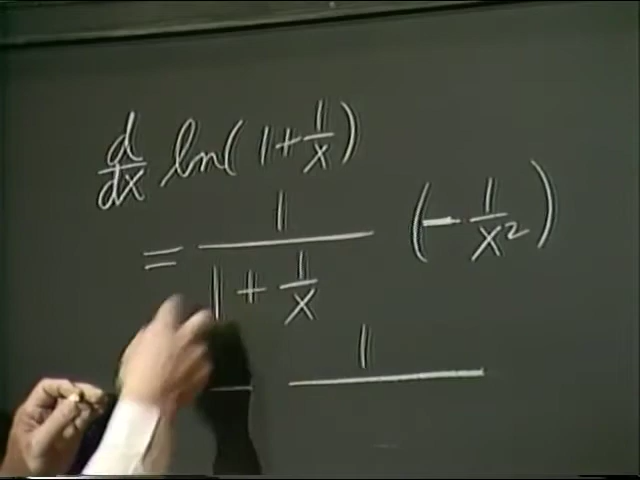 d/dx ln(1+1/x)
= 1/(1+1/x) (-1/x²)
1